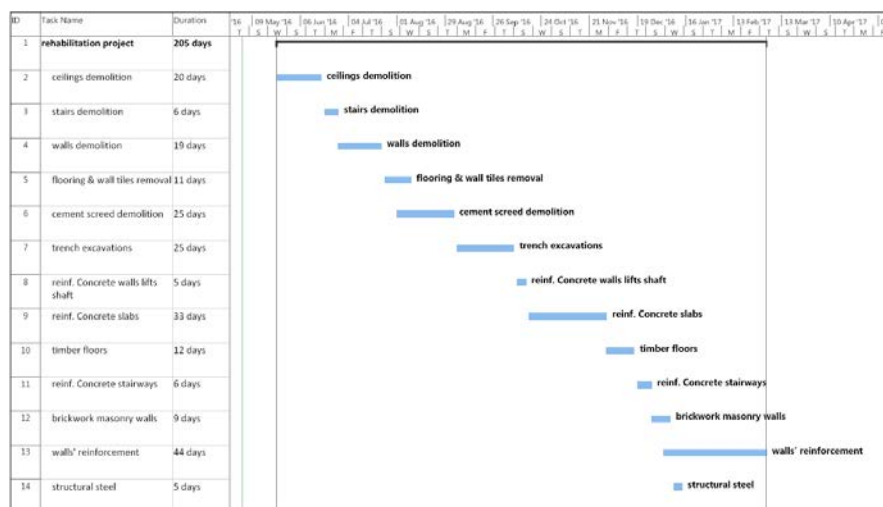 ID Task Name Duration '16 09 May '16 06 Jun '16 04 Jul '16 01 Aug '16 29 Aug '16 26 Sep '16 24 Oct '16 21 Nov '16 19 Dec '16 16 Jan '17 13 Feb '17 13 Mar '17 10 Apr '17
1 rehabilitation project 205 days
2 ceilings demolition 20 days ceilings demolition
3 stairs demolition 6 days stairs demolition
4 walls demolition 19 days walls demolition
5 flooring & wall tiles removal 11 days flooring & wall tiles removal
6 cement screed demolition 25 days cement screed demolition
7 trench excavations 25 days trench excavations
8 reinf. Concrete walls lifts 5 days reinf. Concrete walls lifts shaft
shaft
9 reinf. Concrete slabs 33 days reinf. Concrete slabs
10 timber floors 12 days timber floors
11 reinf. Concrete stairways 6 days reinf. Concrete stairways
12 brickwork masonry walls 9 days brickwork masonry walls
13 walls' reinforcement 44 days walls' reinforcement
14 structural steel 5 days structural steel